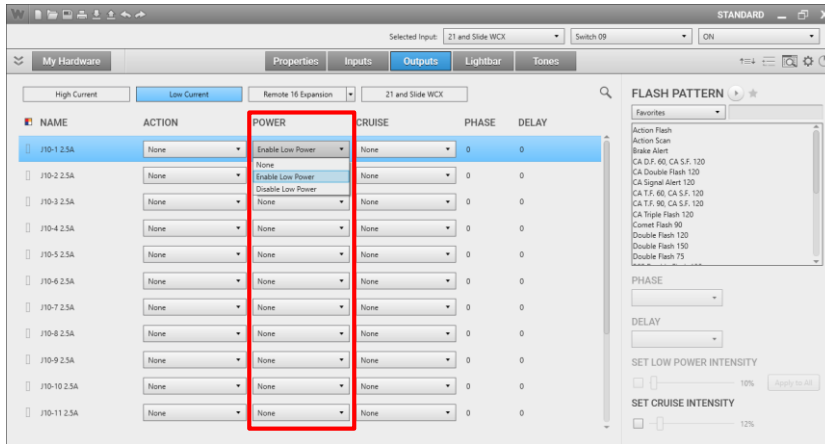 STANDARD
Selected Input: 21 and Slide WCX Switch 09 ON
My Hardware Properties Inputs Outputs Lightbar Tones
High Current Low Current Remote 16 Expansion 21 and Slide WCX
NAME ACTION POWER CRUISE PHASE DELAY
J10-1 2.5A None Enable Low Power None 0 0
None
Enable Low Power
Disable Low Power
J10-2 2.5A None None 0 0
J10-3 2.5A None None None 0 0
J10-4 2.5A None None None 0 0
J10-5 2.5A None None None 0 0
J10-6 2.5A None None None 0 0
J10-7 2.5A None None None 0 0
J10-8 2.5A None None None 0 0
J10-9 2.5A None None None 0 0
J10-10 2.5A None None None 0 0
J10-11 2.5A None None None 0 0
FLASH PATTERN
Favorites
Action Flash
Action Scan
Brake Alert
CA D.F. 60, CA S.F. 120
CA Double Flash 120
CA Signal Alert 120
CA T.F. 60, CA S.F. 120
CA T.F. 90, CA S.F. 120
CA Triple Flash 120
Comet Flash 90
Double Flash 120
Double Flash 150
Double Flash 75
PHASE
DELAY
SET LOW POWER INTENSITY
10% Apply to All
SET CRUISE INTENSITY
12%